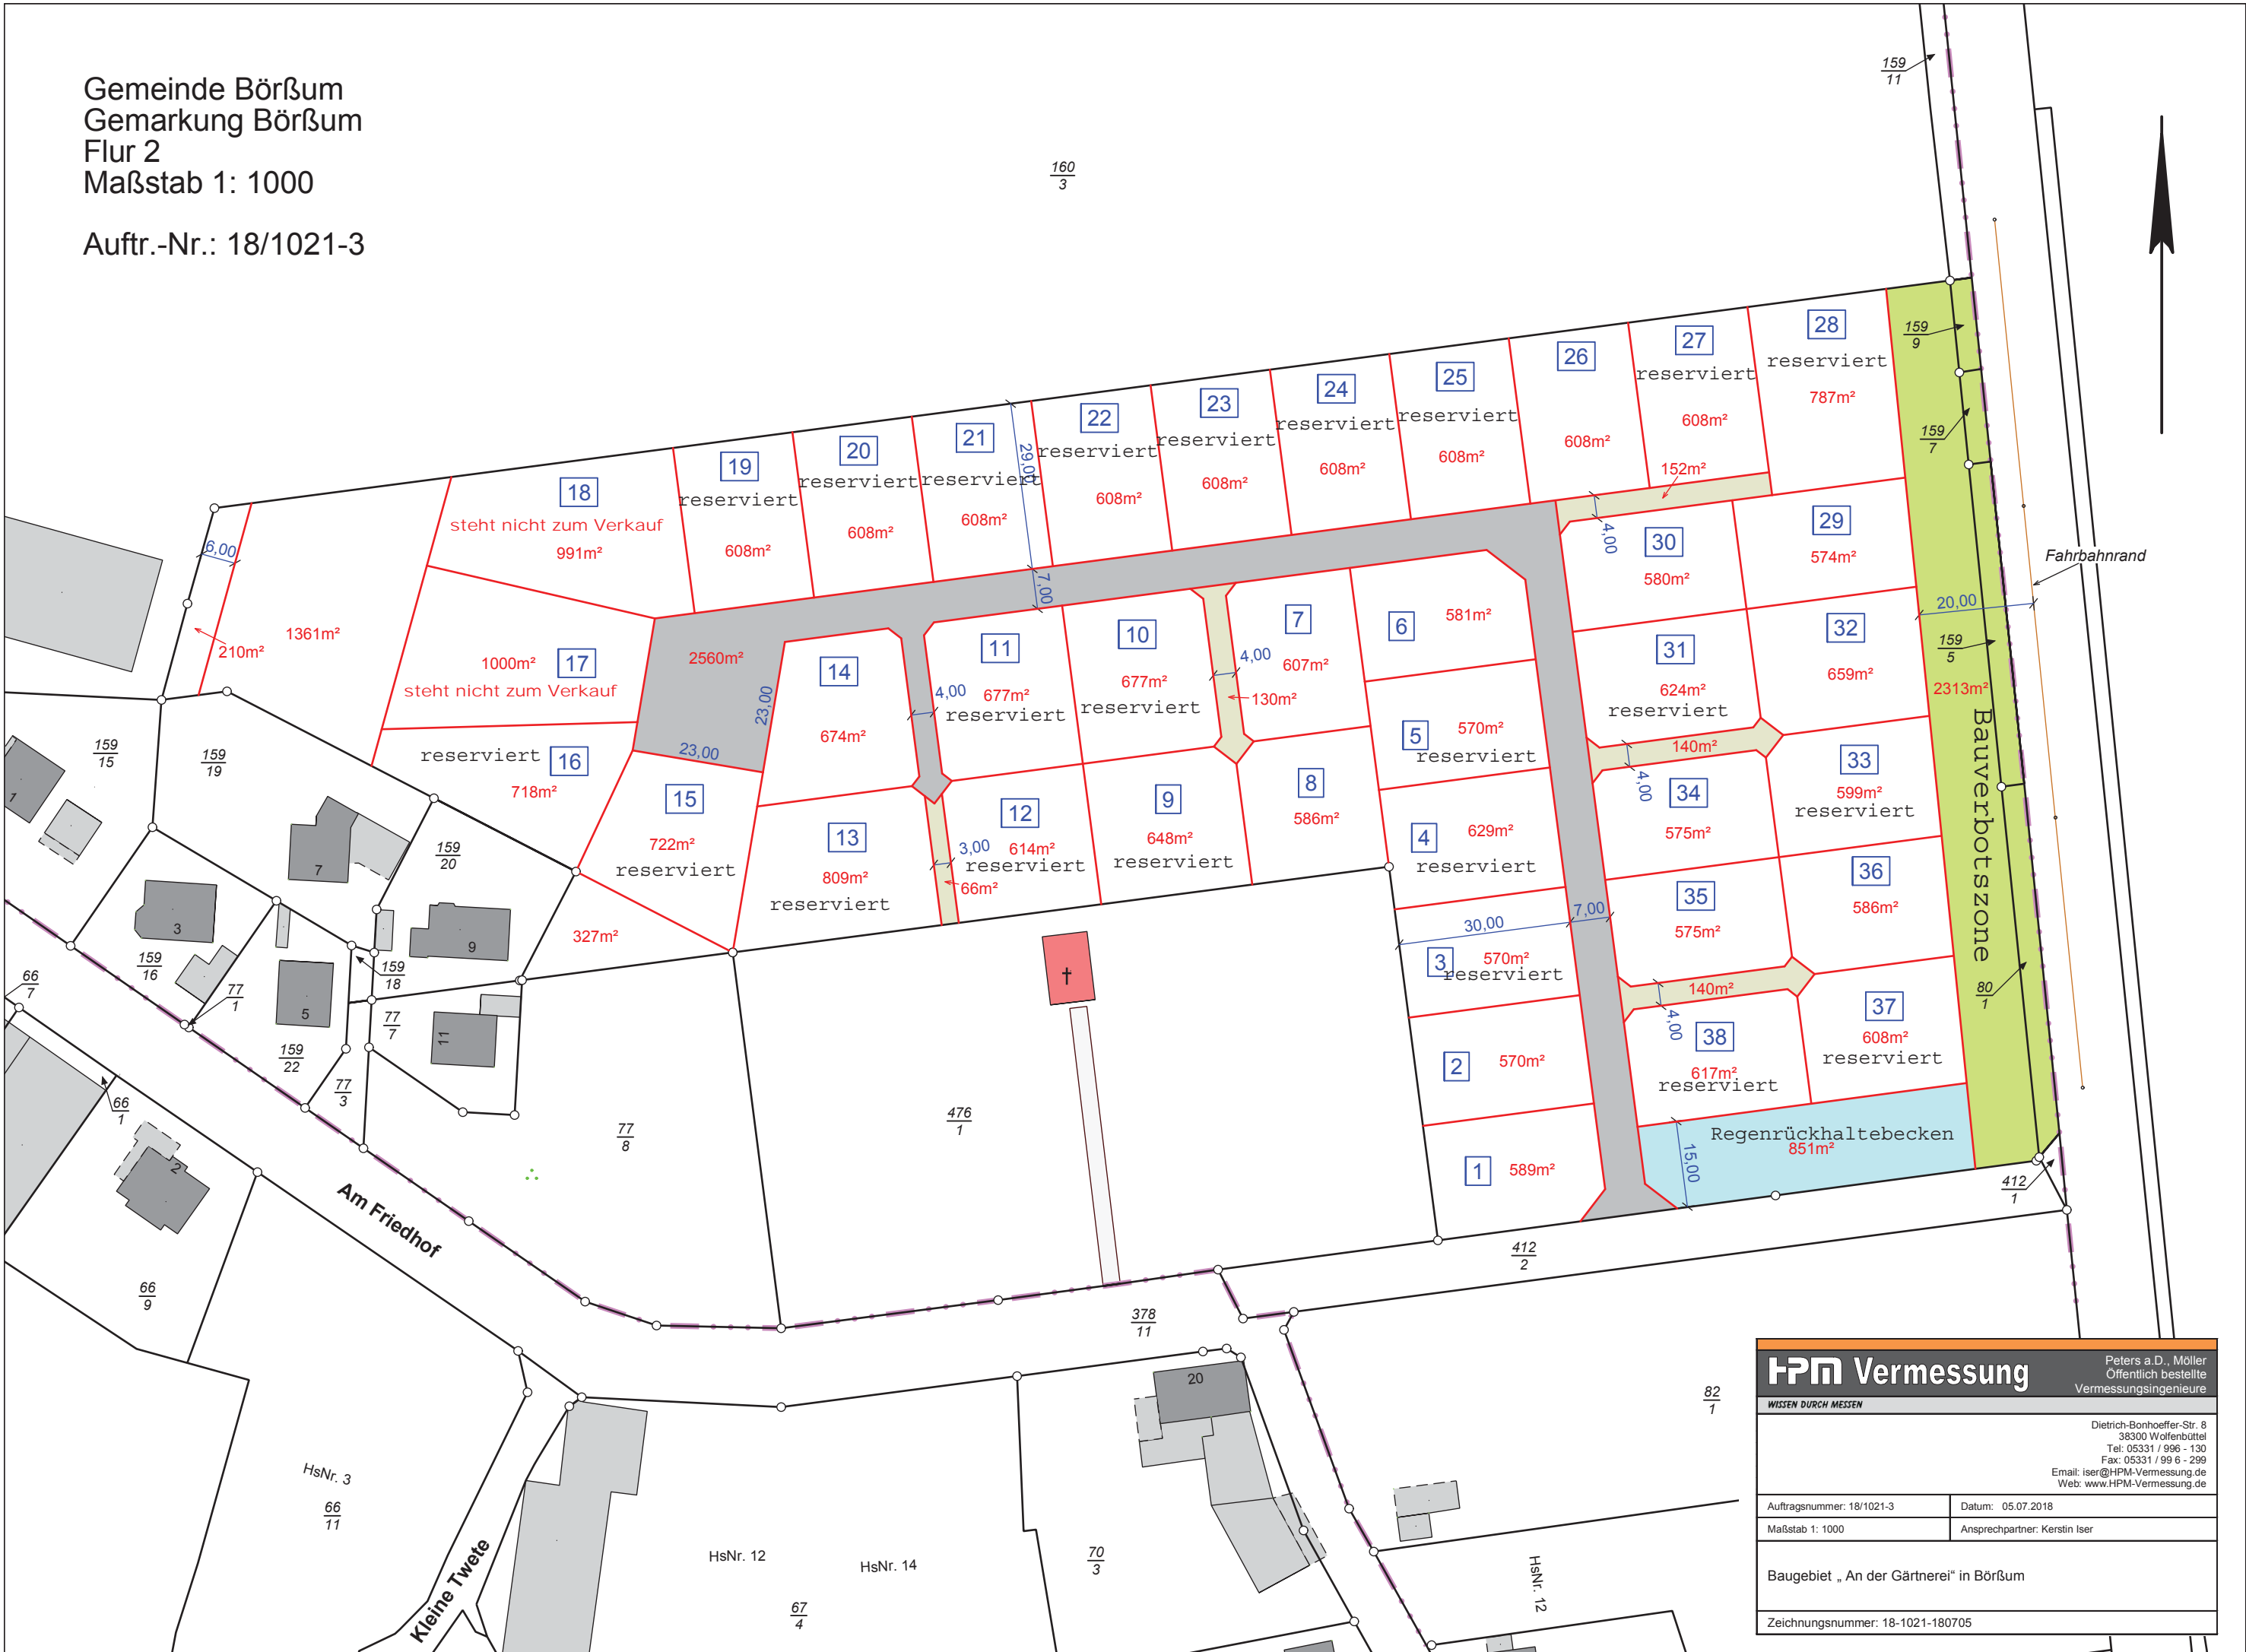 Gemeinde Börßum
Gemarkung Börßum
Flur 2
Maßstab 1: 1000
Auftr.-Nr.: 18/1021-3
160
3
159
11
28
reserviert
787m²
159
9
27
reserviert
608m²
26
608m²
25
reserviert
608m²
24
reserviert
608m²
23
reserviert
608m²
22
reserviert
608m²
21
reserviert
608m²
29,00
20
reserviert
608m²
19
reserviert
608m²
18
steht nicht zum Verkauf
991m²
159
7
152m²
4,00
30
580m²
29
574m²
Fahrbahnrand
6,00
210m²
1361m²
1000m²
17
steht nicht zum Verkauf
2560m²
23,00
23,00
7,00
14
674m²
4,00
11
677m²
reserviert
10
677m²
reserviert
4,00
130m²
7
607m²
6
581m²
31
624m²
reserviert
32
659m²
20,00
159
5
2313m²
Bauverbotszone
reserviert
16
718m²
15
722m²
reserviert
13
809m²
reserviert
3,00
66m²
12
614m²
reserviert
9
648m²
reserviert
8
586m²
5
570m²
reserviert
140m²
4,00
33
599m²
reserviert
34
575m²
4
629m²
reserviert
35
575m²
36
586m²
30,00
7,00
3
570m²
reserviert
140m²
4,00
80
1
2
570m²
38
617m²
reserviert
37
608m²
reserviert
1
589m²
Regenrückhaltebecken
851m²
15,00
412
1
412
2
159
15
159
19
1
7
159
20
3
159
16
9
327m²
159
18
77
1
5
77
7
11
159
22
77
3
66
7
66
1
2
77
8
476
1
†
Am Friedhof
66
9
378
11
20
82
1
HsNr. 3
66
11
Kleine Twete
HsNr. 12
HsNr. 14
67
4
70
3
HsNr. 12
HPM Vermessung
Peters a.D., Möller
Öffentlich bestellte
Vermessungsingenieure
WISSEN DURCH MESSEN
Dietrich-Bonhoeffer-Str. 8
38300 Wolfenbüttel
Tel: 05331 / 996 - 130
Fax: 05331 / 99 6 - 299
Email: iser@HPM-Vermessung.de
Web: www.HPM-Vermessung.de
Auftragsnummer: 18/1021-3
Datum: 05.07.2018
Maßstab 1: 1000
Ansprechpartner: Kerstin Iser
Baugebiet „ An der Gärtnerei“ in Börßum
Zeichnungsnummer: 18-1021-180705